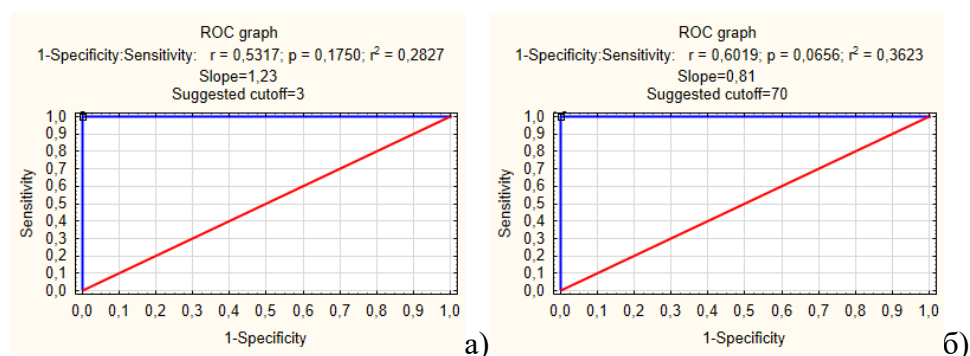 ROC graph
1-Specificity:Sensitivity: r = 0,5317; p = 0,1750; r² = 0,2827
Slope=1,23
Suggested cutoff=3
1,0
0,9
0,8
0,7
0,6
0,5
0,4
0,3
0,2
0,1
0,0
Sensitivity
0,0 0,1 0,2 0,3 0,4 0,5 0,6 0,7 0,8 0,9 1,0
1-Specificity
а)
ROC graph
1-Specificity:Sensitivity: r = 0,6019; p = 0,0656; r² = 0,3623
Slope=0,81
Suggested cutoff=70
1,0
0,9
0,8
0,7
0,6
0,5
0,4
0,3
0,2
0,1
0,0
Sensitivity
0,0 0,1 0,2 0,3 0,4 0,5 0,6 0,7 0,8 0,9 1,0
1-Specificity
б)